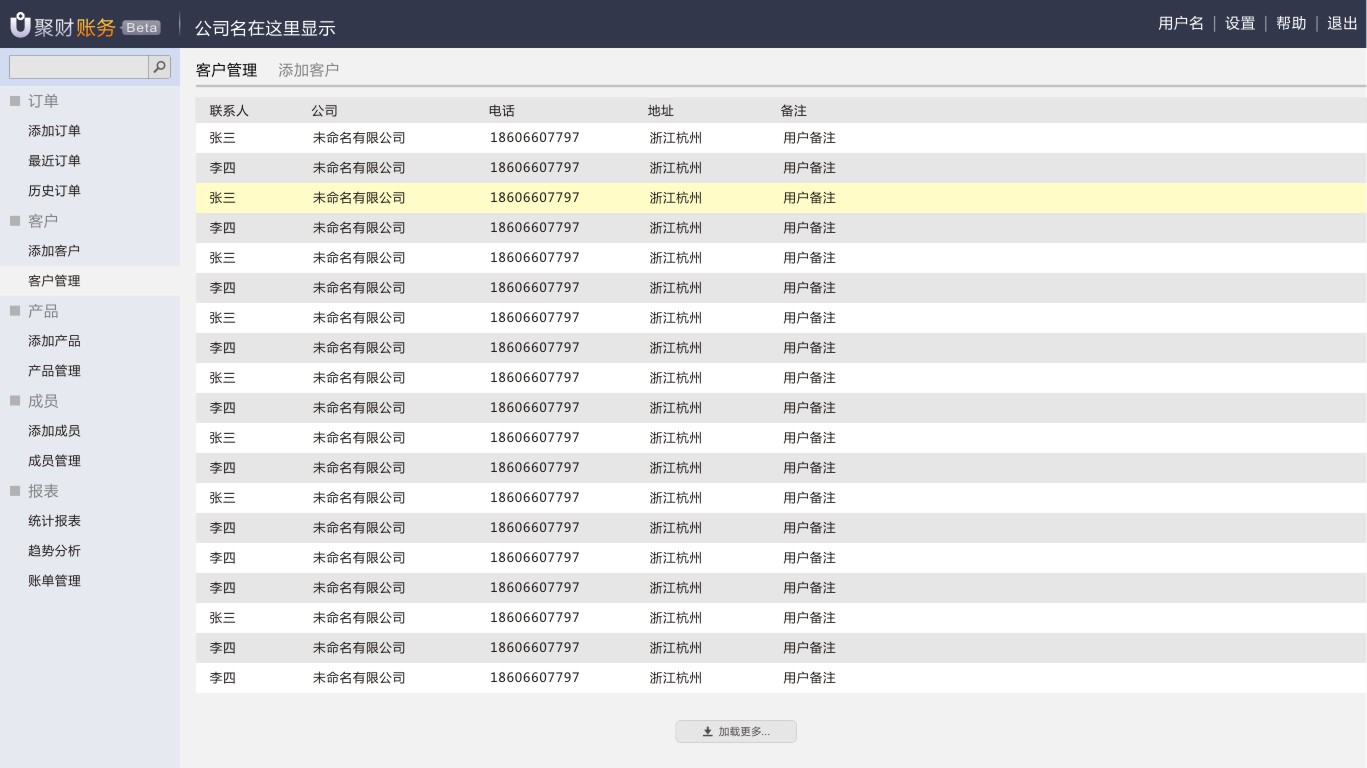 聚财账务 Beta 公司名在这里显示 用户名 | 设置 | 帮助 | 退出
订单
添加订单
最近订单
历史订单
客户
添加客户
客户管理
产品
添加产品
产品管理
成员
添加成员
成员管理
报表
统计报表
趋势分析
账单管理
客户管理 添加客户
联系人 公司 电话 地址 备注
张三 未命名有限公司 18606607797 浙江杭州 用户备注
李四 未命名有限公司 18606607797 浙江杭州 用户备注
张三 未命名有限公司 18606607797 浙江杭州 用户备注
李四 未命名有限公司 18606607797 浙江杭州 用户备注
张三 未命名有限公司 18606607797 浙江杭州 用户备注
李四 未命名有限公司 18606607797 浙江杭州 用户备注
张三 未命名有限公司 18606607797 浙江杭州 用户备注
李四 未命名有限公司 18606607797 浙江杭州 用户备注
张三 未命名有限公司 18606607797 浙江杭州 用户备注
李四 未命名有限公司 18606607797 浙江杭州 用户备注
张三 未命名有限公司 18606607797 浙江杭州 用户备注
李四 未命名有限公司 18606607797 浙江杭州 用户备注
张三 未命名有限公司 18606607797 浙江杭州 用户备注
李四 未命名有限公司 18606607797 浙江杭州 用户备注
李四 未命名有限公司 18606607797 浙江杭州 用户备注
李四 未命名有限公司 18606607797 浙江杭州 用户备注
张三 未命名有限公司 18606607797 浙江杭州 用户备注
李四 未命名有限公司 18606607797 浙江杭州 用户备注
李四 未命名有限公司 18606607797 浙江杭州 用户备注
加载更多...